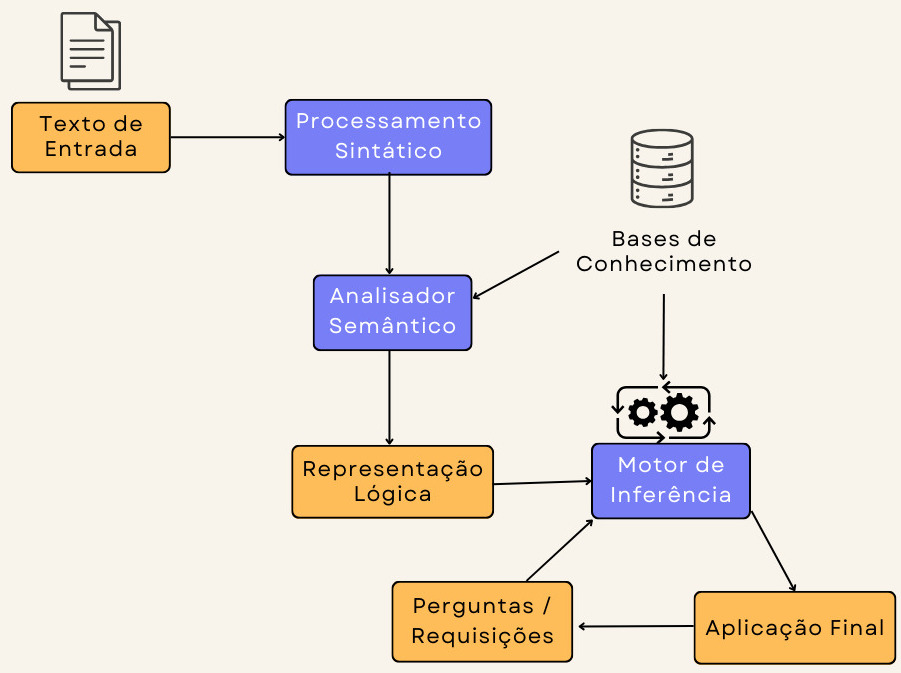 Texto de
Entrada
Processamento
Sintático
Bases de
Conhecimento
Analisador
Semântico
Representação
Lógica
Motor de
Inferência
Perguntas /
Requisições
Aplicação Final